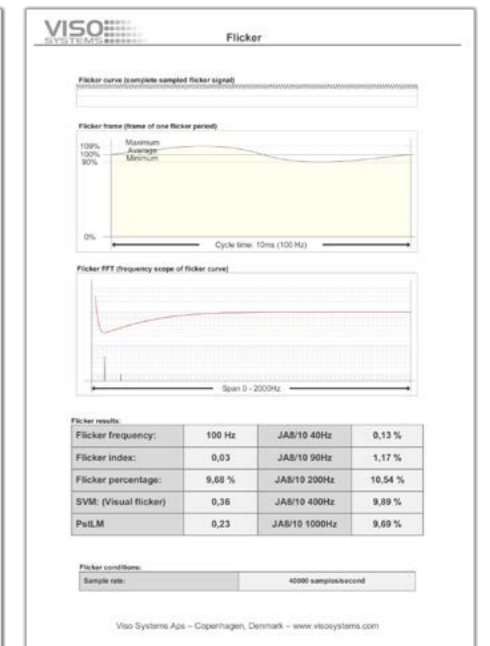 VISO
SYSTEMS
Flicker
Flicker curve (complete sampled flicker signal)
Flicker frame (frame of one flicker period)
109%
Maximum
100%
Average
90%
Minimum
0%
Cycle time: 10ms (100 Hz)
Flicker FFT (frequency scope of flicker curve)
Span 0 - 2000Hz
Flicker results:
Flicker frequency: 100 Hz JA8/10 40Hz 0,13 %
Flicker index: 0,03 JA8/10 90Hz 1,17 %
Flicker percentage: 9,68 % JA8/10 200Hz 10,54 %
SVM: (Visual flicker) 0,36 JA8/10 400Hz 9,89 %
PstLM 0,23 JA8/10 1000Hz 9,69 %
Flicker conditions:
Sample rate: 40000 samples/second
Viso Systems Aps – Copenhagen, Denmark – www.visosystems.com